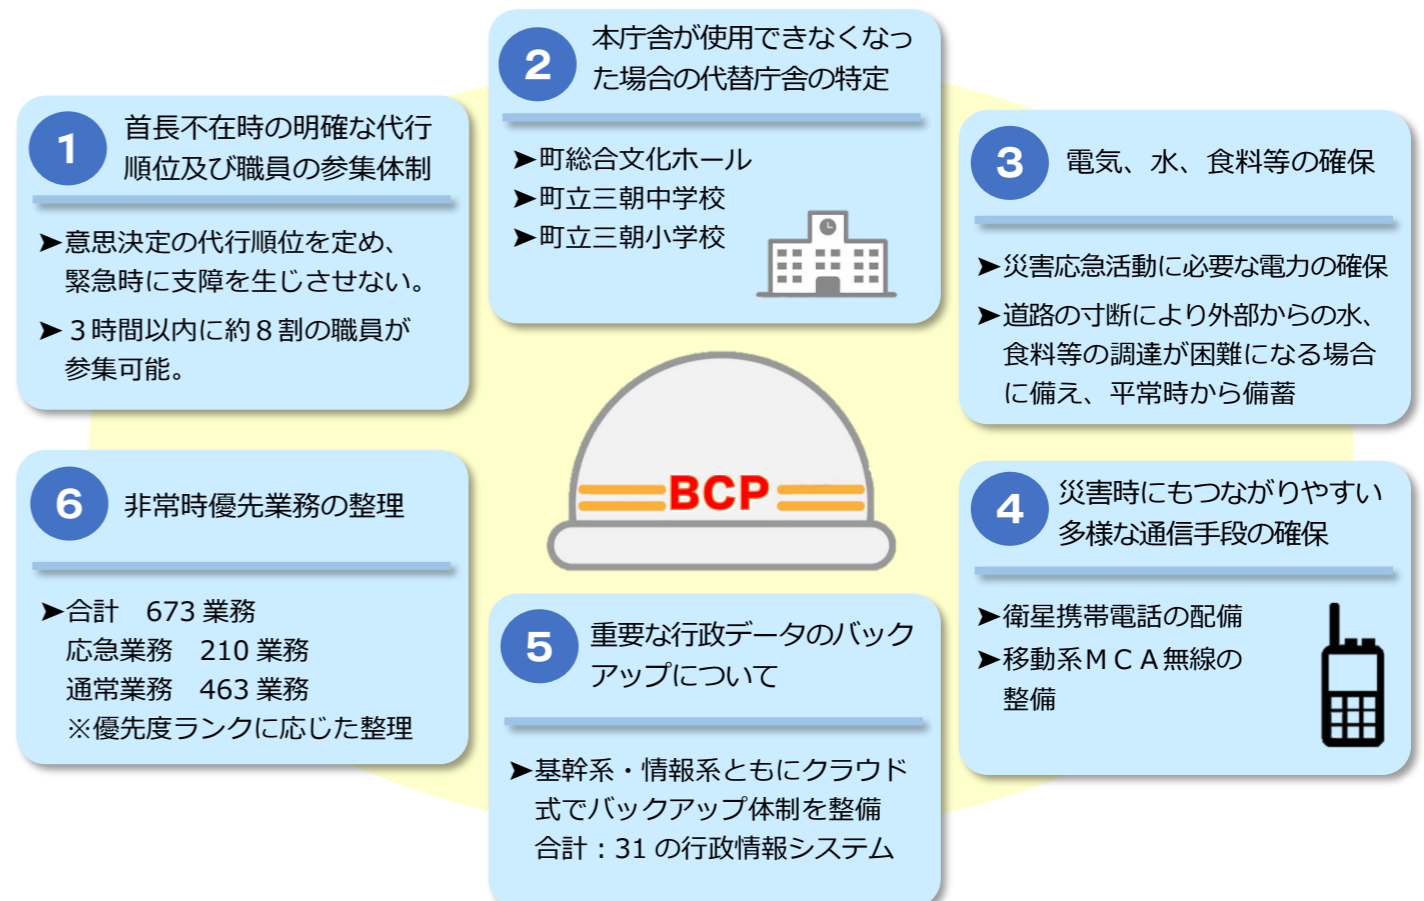 1
首長不在時の明確な代行
順位及び職員の参集体制
➤意思決定の代行順位を定め、
緊急時に支障を生じさせない。
➤３時間以内に約８割の職員が
参集可能。
2
本庁舎が使用できなくなっ
た場合の代替庁舎の特定
➤町総合文化ホール
➤町立三朝中学校
➤町立三朝小学校
3
電気、水、食料等の確保
➤災害応急活動に必要な電力の確保
➤道路の寸断により外部からの水、
食料等の調達が困難になる場合
に備え、平常時から備蓄
4
災害時にもつながりやすい
多様な通信手段の確保
➤衛星携帯電話の配備
➤移動系ＭＣＡ無線の
整備
5
重要な行政データのバック
アップについて
➤基幹系・情報系ともにクラウド
式でバックアップ体制を整備
合計：31 の行政情報システム
6
非常時優先業務の整理
➤合計　673 業務
応急業務　210 業務
通常業務　463 業務
※優先度ランクに応じた整理
BCP